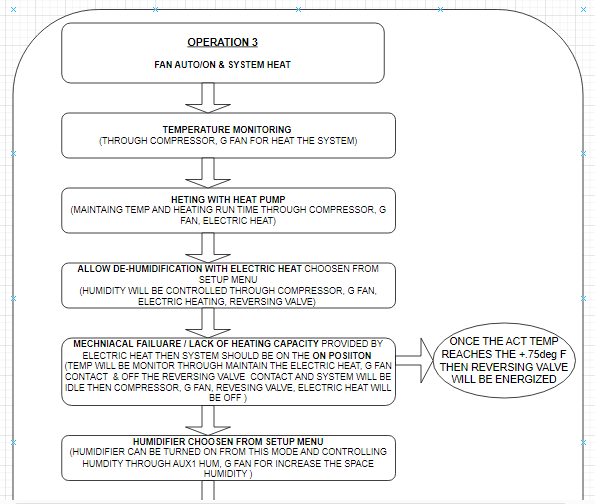 OPERATION 3
FAN AUTO/ON & SYSTEM HEAT
TEMPERATURE MONITORING
(THROUGH COMPRESSOR, G FAN FOR HEAT THE SYSTEM)
HETING WITH HEAT PUMP
(MAINTAING TEMP AND HEATING RUN TIME THROUGH COMPRESSOR, G
FAN, ELECTRIC HEAT)
ALLOW DE-HUMIDIFICATION WITH ELECTRIC HEAT CHOOSEN FROM
SETUP MENU
(HUMIDITY WILL BE CONTROLLED THROUGH COMPRESSOR, G FAN,
ELECTRIC HEATING, REVERSING VALVE)
MECHNIACAL FAILUARE / LACK OF HEATING CAPACITY PROVIDED BY
ELECTRIC HEAT THEN SYSTEM SHOULD BE ON THE ON POSIITON
(TEMP WILL BE MONITOR THROUGH MAINTAIN THE ELECTRIC HEAT, G FAN
CONTACT & OFF THE REVERSING VALVE CONTACT AND SYSTEM WILL BE
IDLE THEN COMPRESSOR, G FAN, REVESING VALVE, ELECTRIC HEAT WILL
BE OFF )
ONCE THE ACT TEMP
REACHES THE +.75deg F
THEN REVERSING VALVE
WILL BE ENERGIZED
HUMIDIFIER CHOOSEN FROM SETUP MENU
(HUMIDIFIER CAN BE TURNED ON FROM THIS MODE AND CONTROLLING
HUMDITY THROUGH AUX1 HUM, G FAN FOR INCREASE THE SPACE
HUMIDITY )